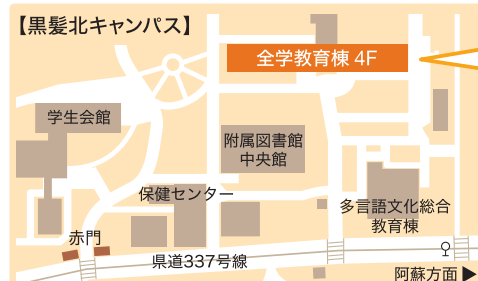 【黒髪北キャンパス】
全学教育棟 4F
学生会館
附属図書館
中央館
保健センター
多言語文化総合
教育棟
赤門
県道337号線
阿蘇方面▶